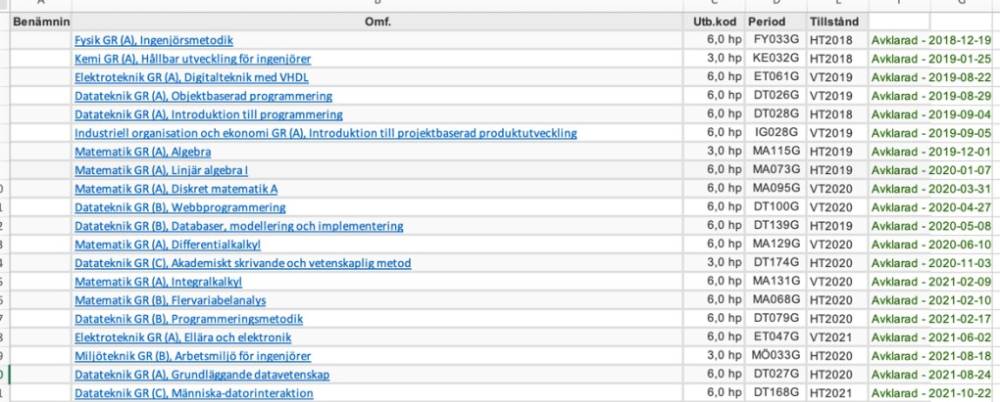 Benämnin Omf. Utb.kod Period Tillstånd
Fysik GR (A), Ingenjörsmetodik 6,0 hp FY033G HT2018 Avklarad - 2018-12-19
Kemi GR (A), Hållbar utveckling för ingenjörer 3,0 hp KE032G HT2018 Avklarad - 2019-01-25
Elektroteknik GR (A), Digitalteknik med VHDL 6,0 hp ET061G VT2019 Avklarad - 2019-08-22
Datateknik GR (A), Objektbaserad programmering 6,0 hp DT026G VT2019 Avklarad - 2019-08-29
Datateknik GR (A), Introduktion till programmering 6,0 hp DT028G HT2018 Avklarad - 2019-09-04
Industriell organisation och ekonomi GR (A), Introduktion till projektbaserad produktutveckling 6,0 hp IG028G VT2019 Avklarad - 2019-09-05
Matematik GR (A), Algebra 3,0 hp MA115G HT2019 Avklarad - 2019-12-01
Matematik GR (A), Linjär algebra I 6,0 hp MA073G HT2019 Avklarad - 2020-01-07
Matematik GR (A), Diskret matematik A 6,0 hp MA095G VT2020 Avklarad - 2020-03-31
Datateknik GR (B), Webbprogrammering 6,0 hp DT100G VT2020 Avklarad - 2020-04-27
Datateknik GR (B), Databaser, modellering och implementering 6,0 hp DT139G HT2019 Avklarad - 2020-05-08
Matematik GR (A), Differentialkalkyl 6,0 hp MA129G VT2020 Avklarad - 2020-06-10
Datateknik GR (C), Akademiskt skrivande och vetenskaplig metod 3,0 hp DT174G HT2020 Avklarad - 2020-11-03
Matematik GR (A), Integralkalkyl 6,0 hp MA131G VT2020 Avklarad - 2021-02-09
Matematik GR (B), Flervariabelanalys 6,0 hp MA068G HT2020 Avklarad - 2021-02-10
Datateknik GR (B), Programmeringsmetodik 6,0 hp DT079G HT2020 Avklarad - 2021-02-17
Elektroteknik GR (A), Ellära och elektronik 6,0 hp ET047G VT2021 Avklarad - 2021-06-02
Miljöteknik GR (B), Arbetsmiljö för ingenjörer 3,0 hp MÖ033G HT2020 Avklarad - 2021-08-18
Datateknik GR (A), Grundläggande datavetenskap 6,0 hp DT027G HT2020 Avklarad - 2021-08-24
Datateknik GR (C), Människa-datorinteraktion 6,0 hp DT168G HT2021 Avklarad - 2021-10-22